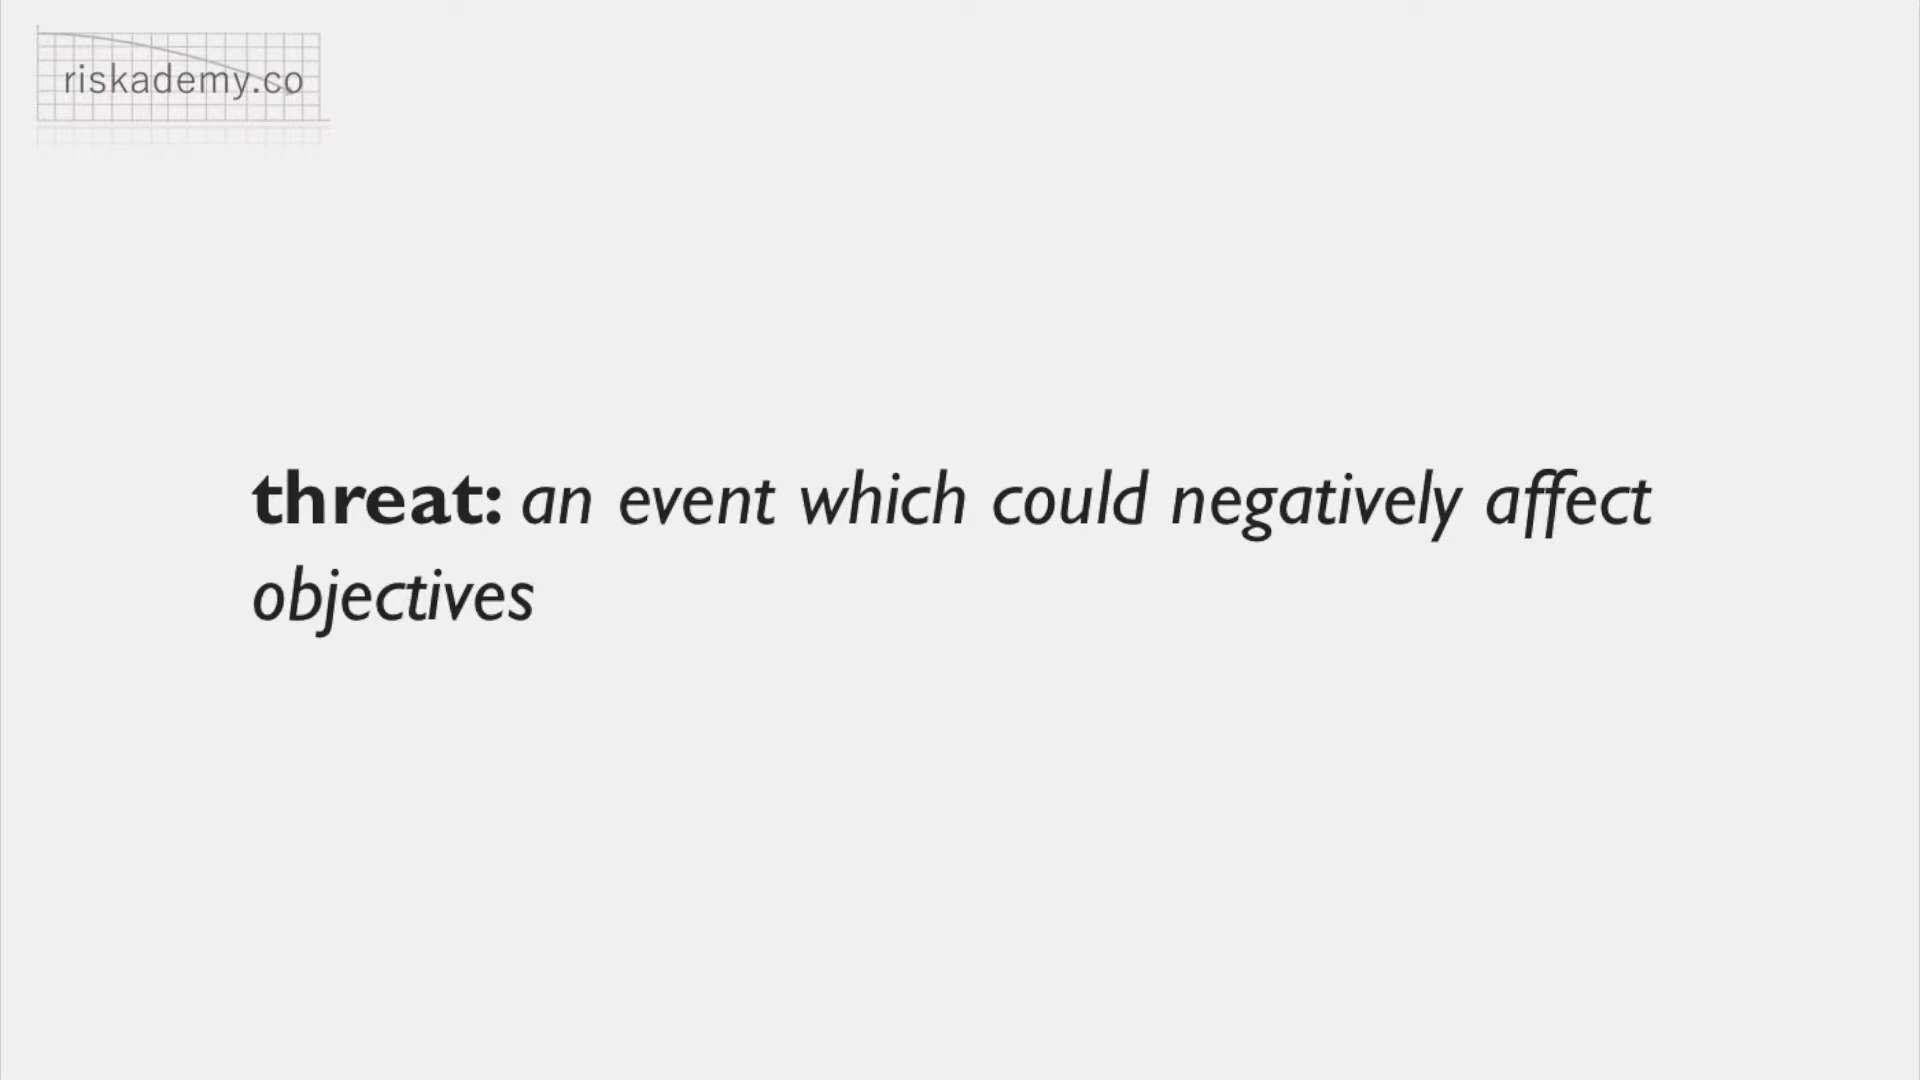 riskademy.co
threat: an event which could negatively affect
objectives